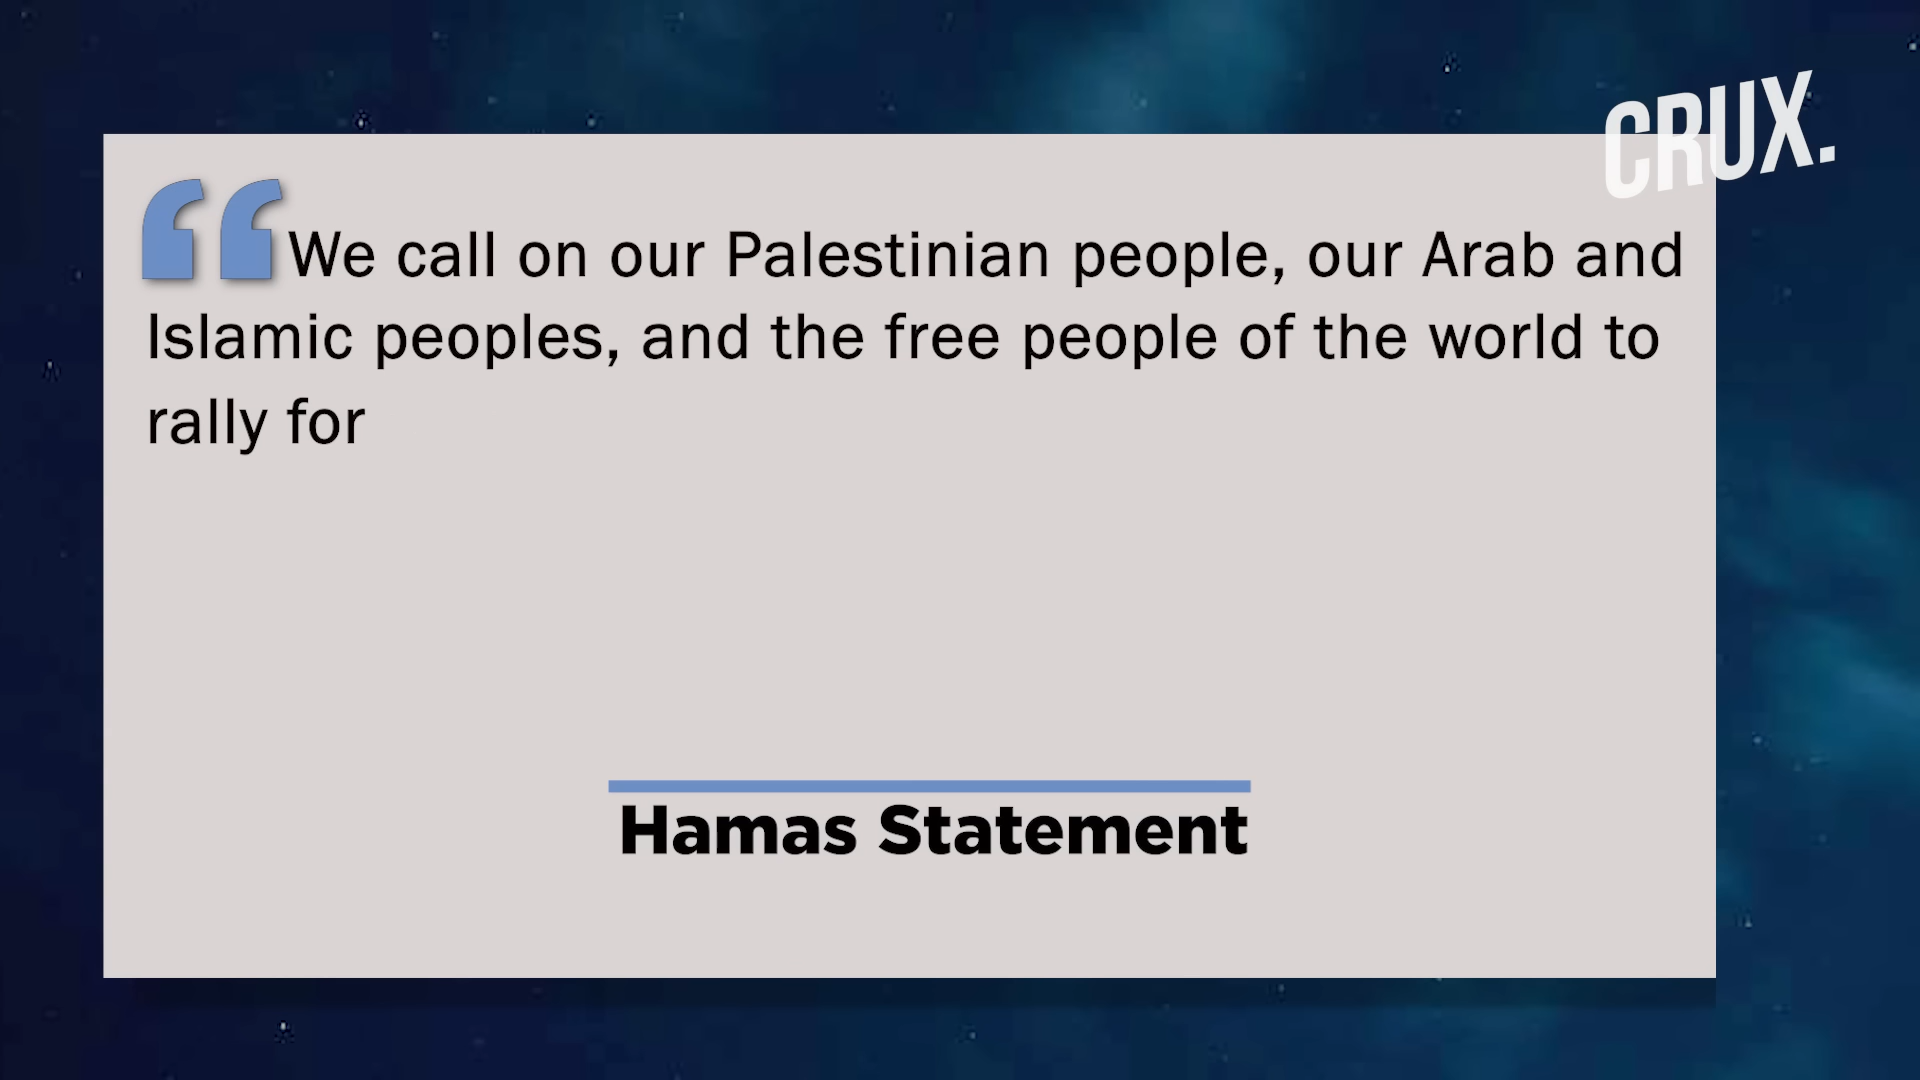 CRUX.
“We call on our Palestinian people, our Arab and
Islamic peoples, and the free people of the world to
rally for
Hamas Statement